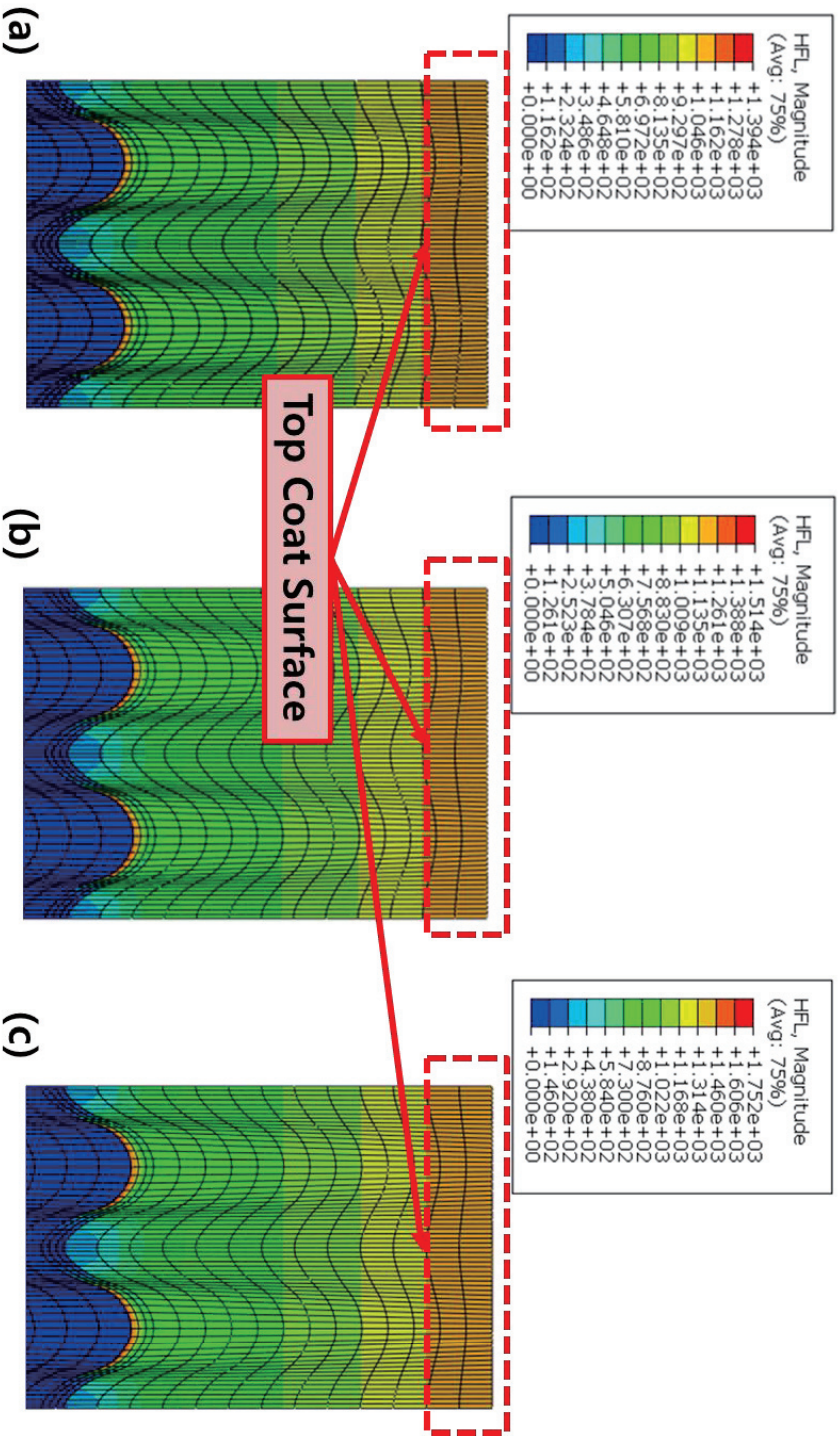 HFL, Magnitude
(Avg: 75%)
+1.394e+03
+1.278e+03
+1.162e+03
+1.046e+03
+9.297e+02
+8.135e+02
+6.972e+02
+5.810e+02
+4.648e+02
+3.486e+02
+2.324e+02
+1.162e+02
+0.000e+00
(a)
HFL, Magnitude
(Avg: 75%)
+1.514e+03
+1.388e+03
+1.261e+03
+1.135e+03
+1.009e+03
+8.830e+02
+7.568e+02
+6.307e+02
+5.046e+02
+3.784e+02
+2.523e+02
+1.261e+02
+0.000e+00
Top Coat Surface
(b)
HFL, Magnitude
(Avg: 75%)
+1.752e+03
+1.606e+03
+1.460e+03
+1.314e+03
+1.168e+03
+1.022e+03
+8.760e+02
+7.300e+02
+5.840e+02
+4.380e+02
+2.920e+02
+1.460e+02
+0.000e+00
(c)